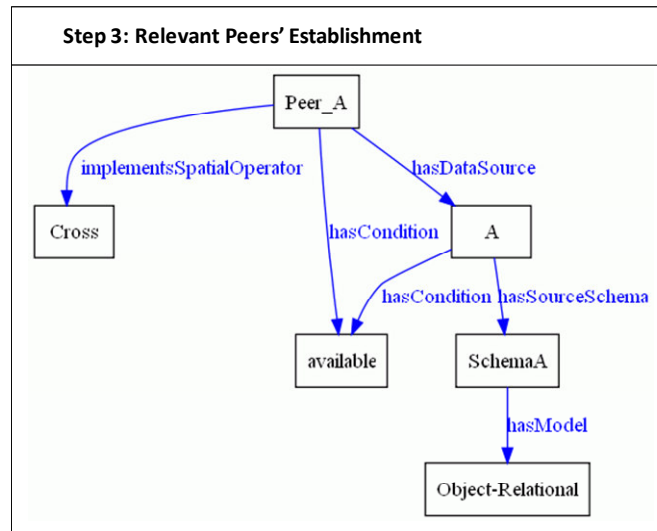 Step 3: Relevant Peers’ Establishment
Peer_A
implementsSpatialOperator
hasDataSource
Cross
hasCondition
A
hasCondition
hasSourceSchema
available
SchemaA
hasModel
Object-Relational